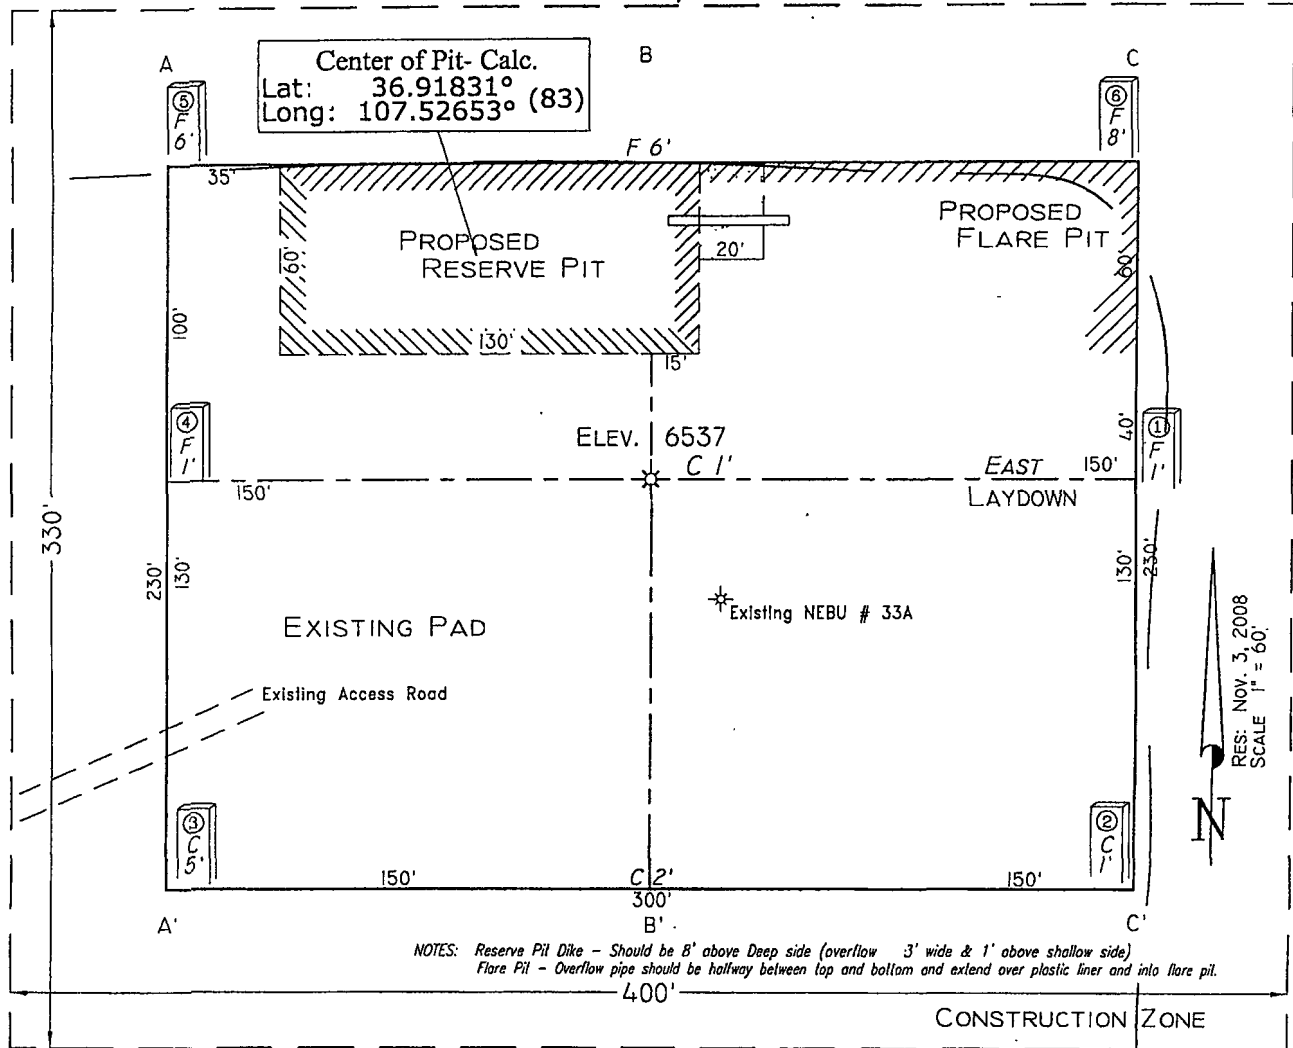 A
B
C
Center of Pit- Calc.
Lat: 36.91831° (83)
Long: 107.52653°
⑤
F
6'
⑥
F
8'
F 6'
35'
PROPOSED
RESERVE PIT
60'
20'
PROPOSED
FLARE PIT
60'
100'
130'
15'
④
F
1'
ELEV. 6537
C 1'
40'
①
F
1'
150'
EAST
150'
LAYDOWN
330'
230'
130'
130'
230'
Existing NEBU # 33A
EXISTING PAD
Existing Access Road
RES: Nov. 3, 2008
SCALE 1" = 60'
N
③
C
5'
②
C
1'
150'
C 2'
150'
300'
A'
B'
C'
NOTES: Reserve Pit Dike – Should be 8' above Deep side (overflow 3' wide & 1' above shallow side)
Flare Pit – Overflow pipe should be halfway between top and bottom and extend over plastic liner and into flare pit.
400'
CONSTRUCTION ZONE